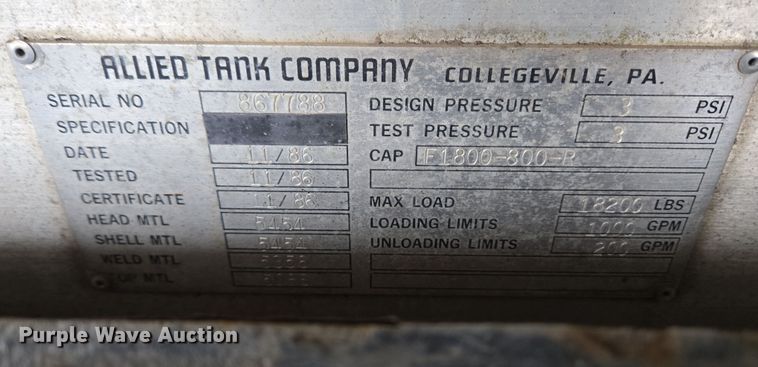 ALLIED TANK COMPANY COLLEGEVILLE, PA.
SERIAL NO 867788 DESIGN PRESSURE 3 PSI
SPECIFICATION TEST PRESSURE 3 PSI
DATE 11/86 CAP F1800-800-R
TESTED 11/86
CERTIFICATE 11/86 MAX LOAD 18200 LBS
HEAD MTL 5454 LOADING LIMITS 1000 GPM
SHELL MTL 5454 UNLOADING LIMITS 200 GPM
WELD MTL
TOP MTL
Purple Wave Auction